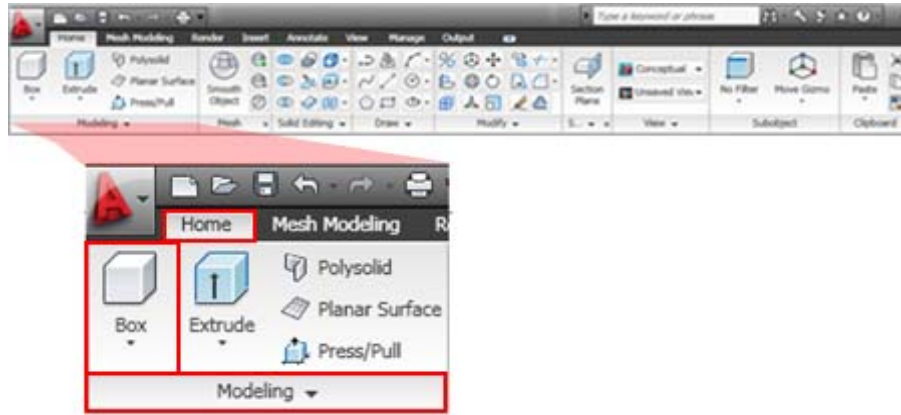 Type a keyword or phrase
Home Mesh Modeling Render Insert Annotate View Manage Output
Polysolid
Planar Surface
Press/Pull
Box Extrude
Smooth Object
Section Plane
Conceptual
Unsaved View
No Filter Move Gizmo
Paste
Modeling Mesh Solid Editing Draw Modify S... View Subobject Clipboard
A
Home Mesh Modeling R
Polysolid
Planar Surface
Press/Pull
Box Extrude
Modeling